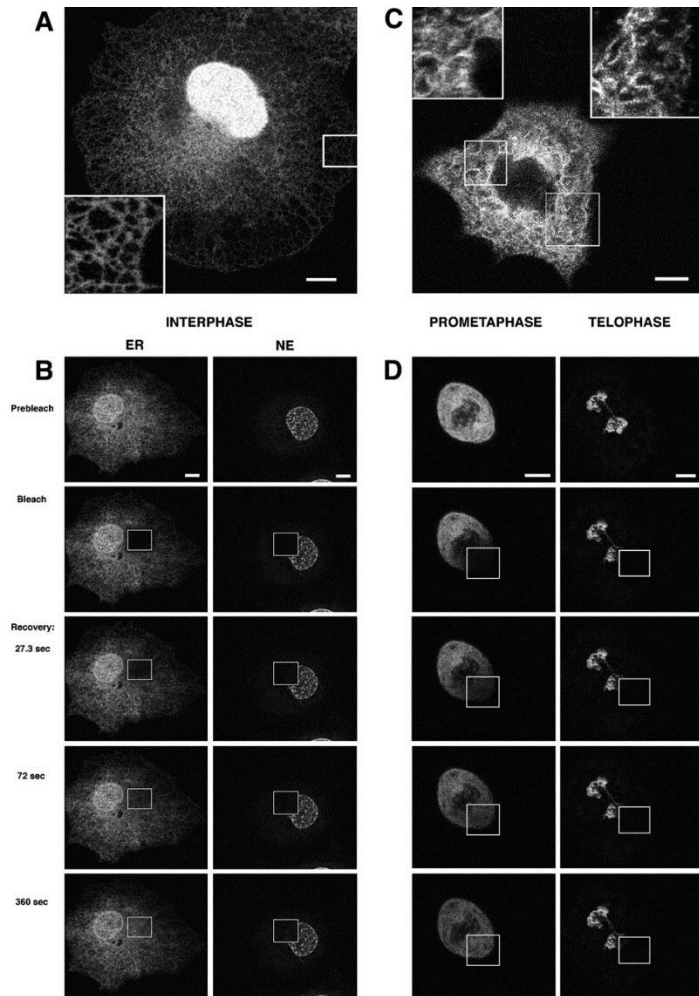 A
C
INTERPHASE
ER
NE
PROMETAPHASE
TELOPHASE
B
D
Prebleach
Bleach
Recovery:
27.3 sec
72 sec
360 sec